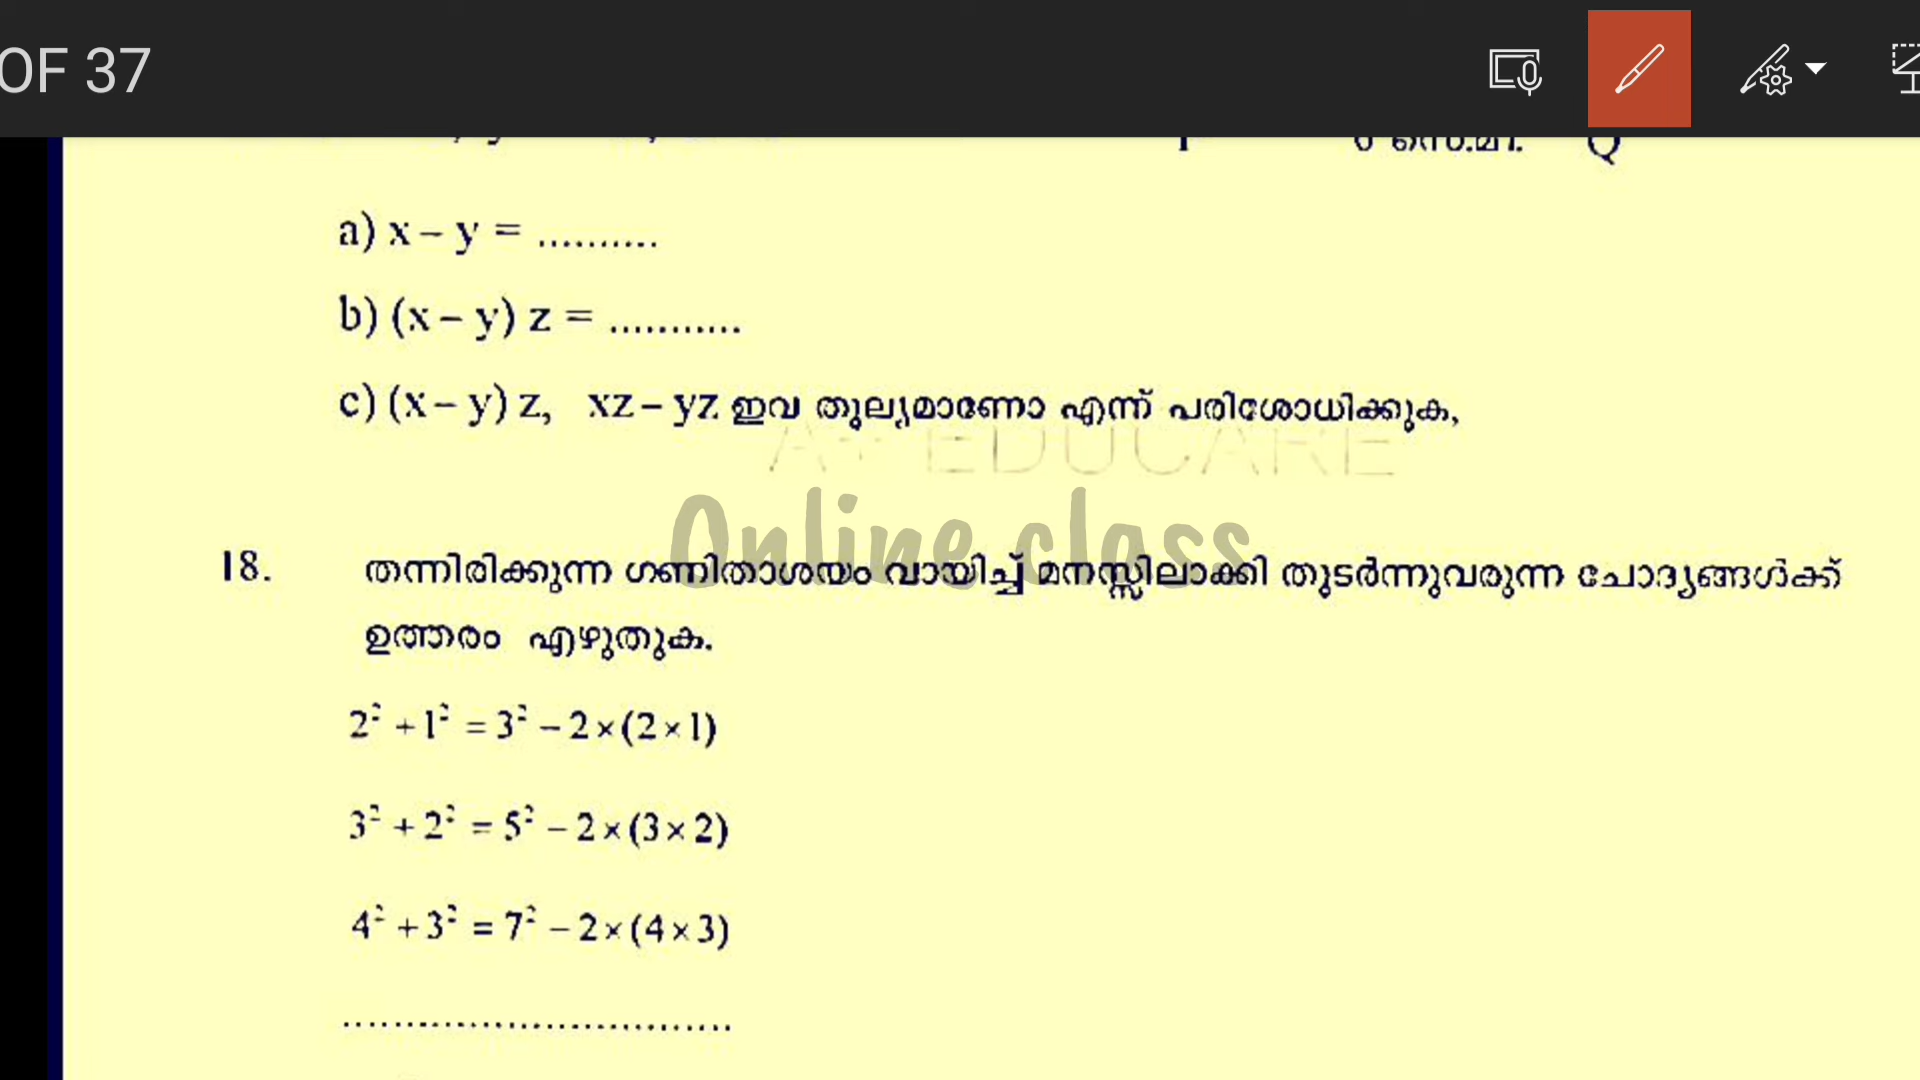 OF 37
സെ.മീ. Q
a) x – y = ..........
b) (x – y) z = ...........
c) (x – y) z, xz – yz ഇവ തുല്യമാണോ എന്ന് പരിശോധിക്കുക,
A+ EDUCARE
Online class
18. തന്നിരിക്കുന്ന ഗണിതാശയം വായിച്ച് മനസ്സിലാക്കി തുടർന്നുവരുന്ന ചോദ്യങ്ങൾക്ക്
ഉത്തരം എഴുതുക.
2² + 1² = 3² – 2 × (2 × 1)
3² + 2² = 5² – 2 × (3 × 2)
4² + 3² = 7² – 2 × (4 × 3)
...............................